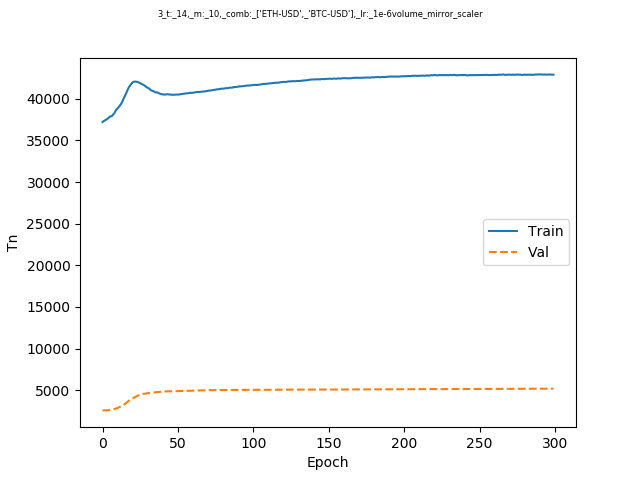 3_t:_14,_m:_10,_comb:_['ETH-USD',_'BTC-USD'],_lr:_1e-6volume_mirror_scaler
40000
35000
30000
25000
20000
15000
10000
5000
Tn
Train
Val
0 50 100 150 200 250 300
Epoch